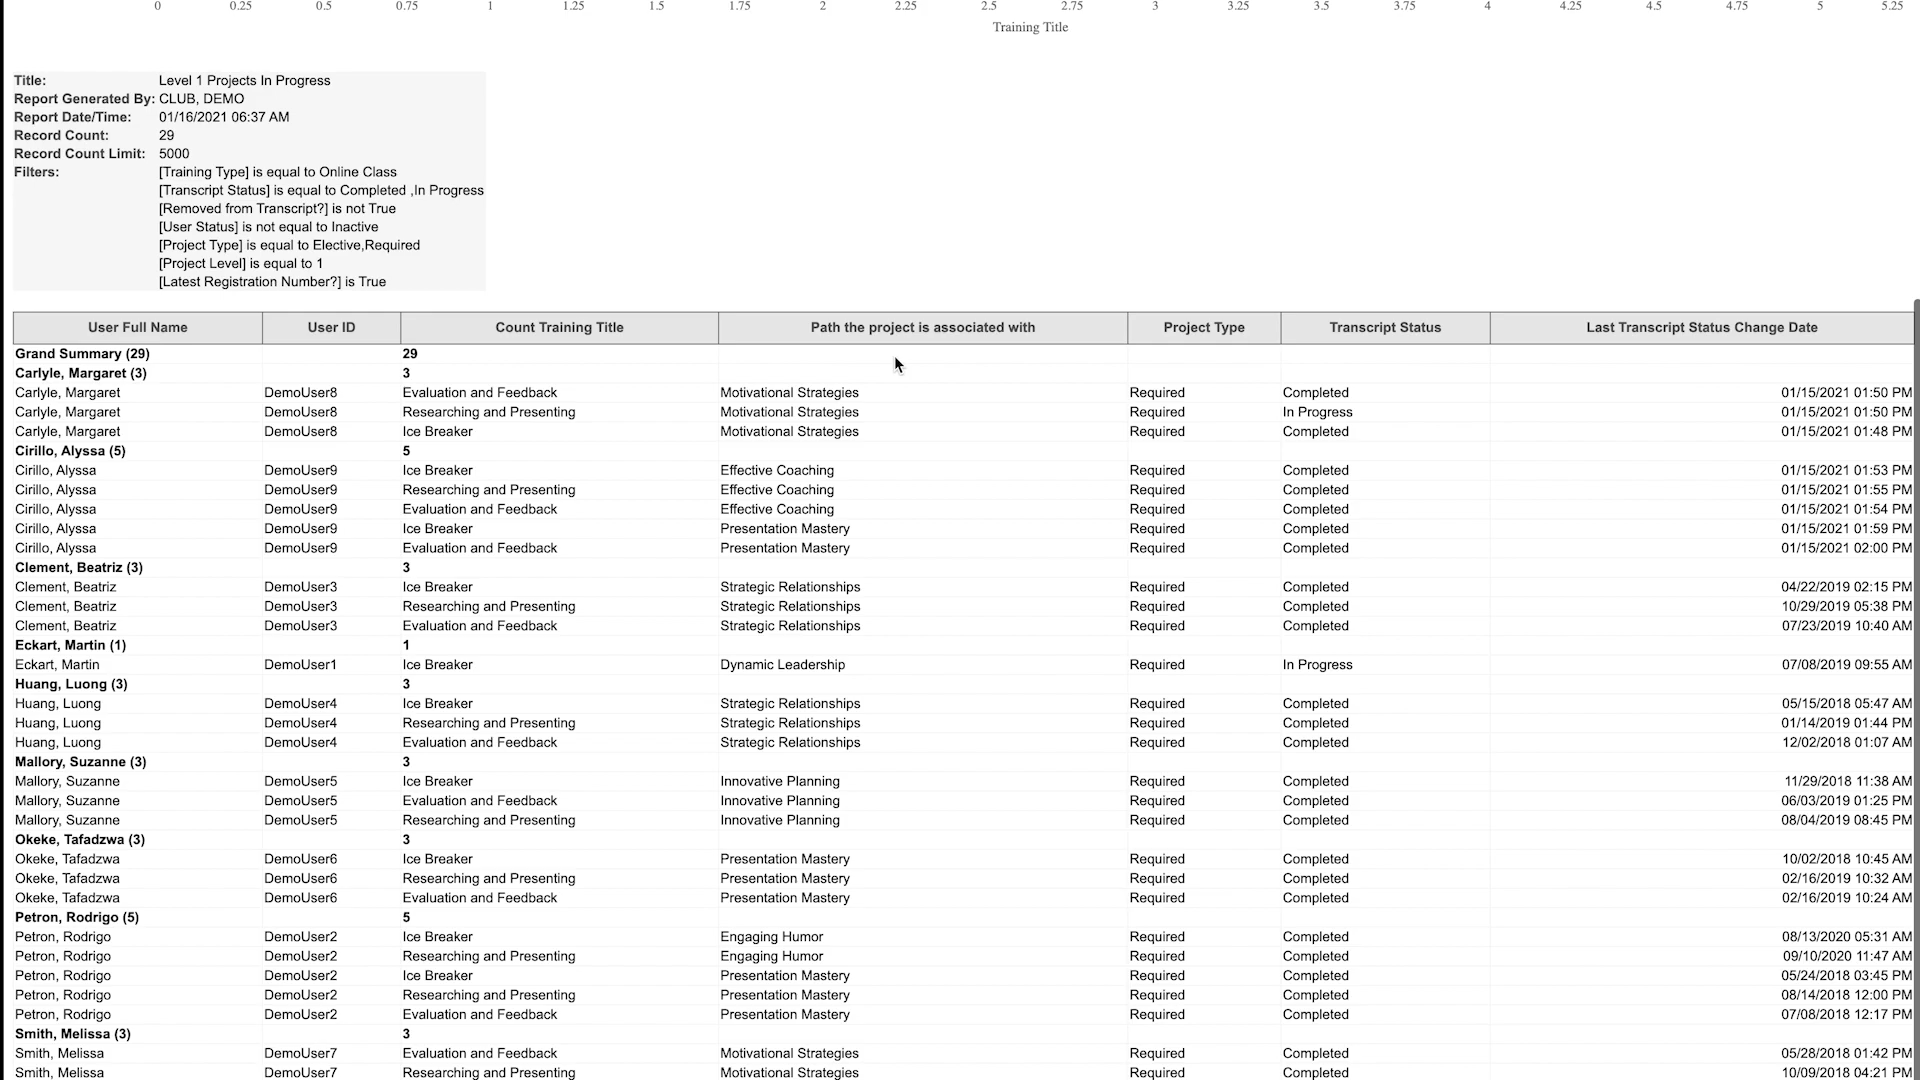 0 0.25 0.5 0.75 1 1.25 1.5 1.75 2 2.25 2.5 2.75 3 3.25 3.5 3.75 4 4.25 4.5 4.75 5 5.25
Training Title
Title: Level 1 Projects In Progress
Report Generated By: CLUB, DEMO
Report Date/Time: 01/16/2021 06:37 AM
Record Count: 29
Record Count Limit: 5000
Filters: [Training Type] is equal to Online Class
[Transcript Status] is equal to Completed ,In Progress
[Removed from Transcript?] is not True
[User Status] is not equal to Inactive
[Project Type] is equal to Elective,Required
[Project Level] is equal to 1
[Latest Registration Number?] is True
User Full Name User ID Count Training Title Path the project is associated with Project Type Transcript Status Last Transcript Status Change Date
Grand Summary (29) 29
Carlyle, Margaret (3) 3
Carlyle, Margaret DemoUser8 Evaluation and Feedback Motivational Strategies Required Completed 01/15/2021 01:50 PM
Carlyle, Margaret DemoUser8 Researching and Presenting Motivational Strategies Required In Progress 01/15/2021 01:50 PM
Carlyle, Margaret DemoUser8 Ice Breaker Motivational Strategies Required Completed 01/15/2021 01:48 PM
Cirillo, Alyssa (5) 5
Cirillo, Alyssa DemoUser9 Ice Breaker Effective Coaching Required Completed 01/15/2021 01:53 PM
Cirillo, Alyssa DemoUser9 Researching and Presenting Effective Coaching Required Completed 01/15/2021 01:55 PM
Cirillo, Alyssa DemoUser9 Evaluation and Feedback Effective Coaching Required Completed 01/15/2021 01:54 PM
Cirillo, Alyssa DemoUser9 Ice Breaker Presentation Mastery Required Completed 01/15/2021 01:59 PM
Cirillo, Alyssa DemoUser9 Evaluation and Feedback Presentation Mastery Required Completed 01/15/2021 02:00 PM
Clement, Beatriz (3) 3
Clement, Beatriz DemoUser3 Ice Breaker Strategic Relationships Required Completed 04/22/2019 02:15 PM
Clement, Beatriz DemoUser3 Researching and Presenting Strategic Relationships Required Completed 10/29/2019 05:38 PM
Clement, Beatriz DemoUser3 Evaluation and Feedback Strategic Relationships Required Completed 07/23/2019 10:40 AM
Eckart, Martin (1) 1
Eckart, Martin DemoUser1 Ice Breaker Dynamic Leadership Required In Progress 07/08/2019 09:55 AM
Huang, Luong (3) 3
Huang, Luong DemoUser4 Ice Breaker Strategic Relationships Required Completed 05/15/2018 05:47 AM
Huang, Luong DemoUser4 Researching and Presenting Strategic Relationships Required Completed 01/14/2019 01:44 PM
Huang, Luong DemoUser4 Evaluation and Feedback Strategic Relationships Required Completed 12/02/2018 01:07 AM
Mallory, Suzanne (3) 3
Mallory, Suzanne DemoUser5 Ice Breaker Innovative Planning Required Completed 11/29/2018 11:38 AM
Mallory, Suzanne DemoUser5 Evaluation and Feedback Innovative Planning Required Completed 06/03/2019 01:25 PM
Mallory, Suzanne DemoUser5 Researching and Presenting Innovative Planning Required Completed 08/04/2019 08:45 PM
Okeke, Tafadzwa (3) 3
Okeke, Tafadzwa DemoUser6 Ice Breaker Presentation Mastery Required Completed 10/02/2018 10:45 AM
Okeke, Tafadzwa DemoUser6 Researching and Presenting Presentation Mastery Required Completed 02/16/2019 10:32 AM
Okeke, Tafadzwa DemoUser6 Evaluation and Feedback Presentation Mastery Required Completed 02/16/2019 10:24 AM
Petron, Rodrigo (5) 5
Petron, Rodrigo DemoUser2 Ice Breaker Engaging Humor Required Completed 08/13/2020 05:31 AM
Petron, Rodrigo DemoUser2 Researching and Presenting Engaging Humor Required Completed 09/10/2020 11:47 AM
Petron, Rodrigo DemoUser2 Ice Breaker Presentation Mastery Required Completed 05/24/2018 03:45 PM
Petron, Rodrigo DemoUser2 Researching and Presenting Presentation Mastery Required Completed 08/14/2018 12:00 PM
Petron, Rodrigo DemoUser2 Evaluation and Feedback Presentation Mastery Required Completed 07/08/2018 12:17 PM
Smith, Melissa (3) 3
Smith, Melissa DemoUser7 Evaluation and Feedback Motivational Strategies Required Completed 05/28/2018 01:42 PM
Smith, Melissa DemoUser7 Researching and Presenting Motivational Strategies Required Completed 10/09/2018 04:21 PM